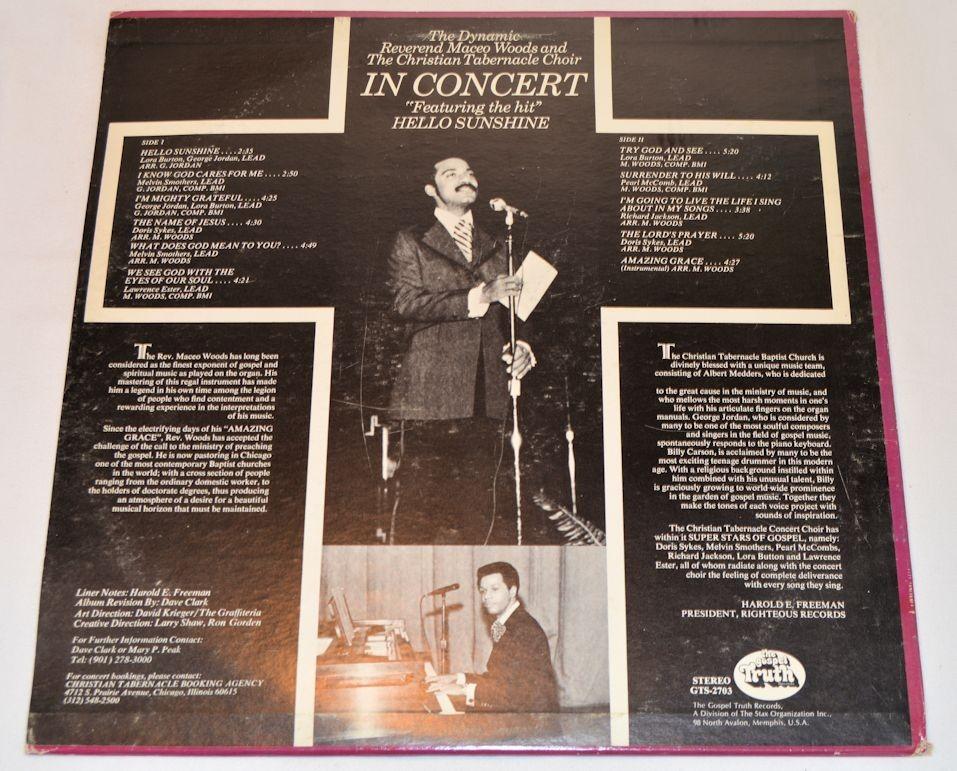 The Dynamic
Reverend Maceo Woods and
The Christian Tabernacle Choir
IN CONCERT
"Featuring the hit"
HELLO SUNSHINE
SIDE I
HELLO SUNSHINE....2:35
Lora Burton, George Jordan, LEAD
ARR. G. JORDAN
I KNOW GOD CARES FOR ME....2:50
Melvin Smothers, LEAD
G. JORDAN, COMP. BMI
I'M MIGHTY GRATEFUL....4:25
George Jordan, Lora Burton, LEAD
G. JORDAN, COMP. BMI
THE NAME OF JESUS....4:30
Doris Sykes, LEAD
ARR. M. WOODS
WHAT DOES GOD MEAN TO YOU?....4:49
Melvin Smothers, LEAD
ARR. M. WOODS
WE SEE GOD WITH THE
EYES OF OUR SOUL....4:21
Lawrence Ester, LEAD
M. WOODS, COMP. BMI
SIDE II
TRY GOD AND SEE....5:20
Lora Burton, LEAD
M. WOODS, COMP. BMI
SURRENDER TO HIS WILL....4:12
Pearl McComb, LEAD
M. WOODS, COMP. BMI
I'M GOING TO LIVE THE LIFE I SING
ABOUT IN MY SONGS....3:38
Richard Jackson, LEAD
ARR. M. WOODS
THE LORD'S PRAYER....5:20
Doris Sykes, LEAD
ARR. M. WOODS
AMAZING GRACE....4:27
(Instrumental) ARR. M. WOODS
The Rev. Maceo Woods has long been
considered as the finest exponent of gospel and
spiritual music as played on the organ. His
mastering of this regal instrument has made
him a legend in his own time among the legion
of people who find contentment and a
rewarding experience in the interpretations
of his music.
Since the electrifying days of his "AMAZING
GRACE", Rev. Woods has accepted the
challenge of the call to the ministry of preaching
the gospel. He is now pastoring in Chicago
one of the most contemporary Baptist churches
in the world; with a cross section of people
ranging from the ordinary domestic worker, to
the holders of doctorate degrees, thus producing
an atmosphere of a desire for a beautiful
musical horizon that must be maintained.
Liner Notes: Harold E. Freeman
Album Revision By: Dave Clark
Art Direction: David Krieger/The Graffiteria
Creative Direction: Larry Shaw, Ron Gorden
For Further Information Contact:
Dave Clark or Mary P. Peak
Tel: (901) 278-3000
For concert bookings, please contact:
CHRISTIAN TABERNACLE BOOKING AGENCY
4712 S. Prairie Avenue, Chicago, Illinois 60615
(312) 548-2500
The Christian Tabernacle Baptist Church is
divinely blessed with a unique music team,
consisting of Albert Medders, who is dedicated
to the great cause in the ministry of music, and
who mellows the most harsh moments in one's
life with his articulate fingers on the organ
manuals. George Jordan, who is considered by
many to be one of the most soulful composers
and singers in the field of gospel music,
spontaneously responds to the piano keyboard.
Billy Carson, is acclaimed by many to be the
most exciting teenage drummer in this modern
age. With a religious background instilled within
him combined with his unusual talent, Billy
is graciously growing to world-wide prominence
in the garden of gospel music. Together they
make the tones of each voice project with
sounds of inspiration.
The Christian Tabernacle Concert Choir has
within it SUPER STARS OF GOSPEL, namely:
Doris Sykes, Melvin Smothers, Pearl McCombs,
Richard Jackson, Lora Button and Lawrence
Ester, all of whom radiate along with the concert
choir the feeling of complete deliverance
with every song they sing.
HAROLD E. FREEMAN
PRESIDENT, RIGHTEOUS RECORDS
STEREO
GTS-2703
the
gospel
Truth
The Gospel Truth Records,
A Division of The Stax Organization Inc.,
98 North Avalon, Memphis, U.S.A.